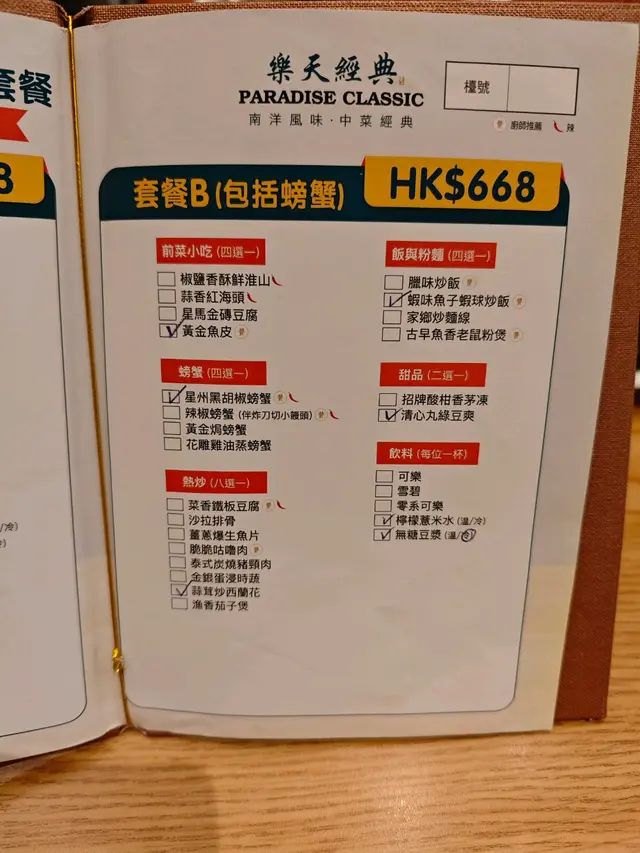 套餐
8
/冷)
樂天經典
PARADISE CLASSIC
南洋風味·中菜經典
檯號
廚師推薦 辣
套餐B(包括螃蟹)
HK$668
前菜小吃 (四選一)
椒鹽香酥鮮淮山
蒜香紅海頭
星馬金磚豆腐
黃金魚皮
螃蟹 (四選一)
星州黑胡椒螃蟹
辣椒螃蟹 (伴炸刀切小饅頭)
黃金焗螃蟹
花雕雞油蒸螃蟹
熱炒 (八選一)
菜香鐵板豆腐
沙拉排骨
薑蔥爆生魚片
脆脆咕嚕肉
泰式炭燒豬頸肉
金銀蛋浸時蔬
蒜茸炒西蘭花
漁香茄子煲
飯與粉麵 (四選一)
臘味炒飯
蝦味魚子蝦球炒飯
家鄉炒麵線
古早魚香老鼠粉煲
甜品 (二選一)
招牌酸柑香茅凍
清心丸綠豆爽
飲料 (每位一杯)
可樂
雪碧
零系可樂
檸檬薏米水 (溫/冷)
無糖豆漿 (溫/冷)